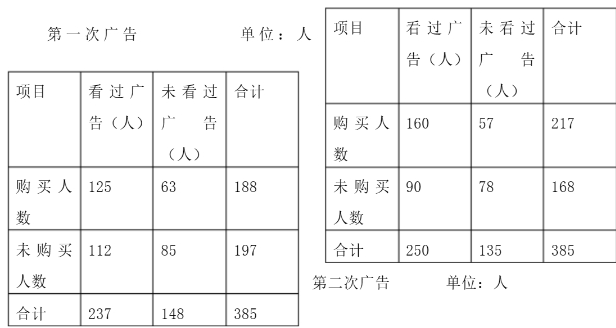 第一次广告 单位：人
项目 看过广告（人） 未看过广告（人） 合计
购买人数 125 63 188
未购买人数 112 85 197
合计 237 148 385
项目 看过广告（人） 未看过广告（人） 合计
购买人数 160 57 217
未购买人数 90 78 168
合计 250 135 385
第二次广告 单位：人